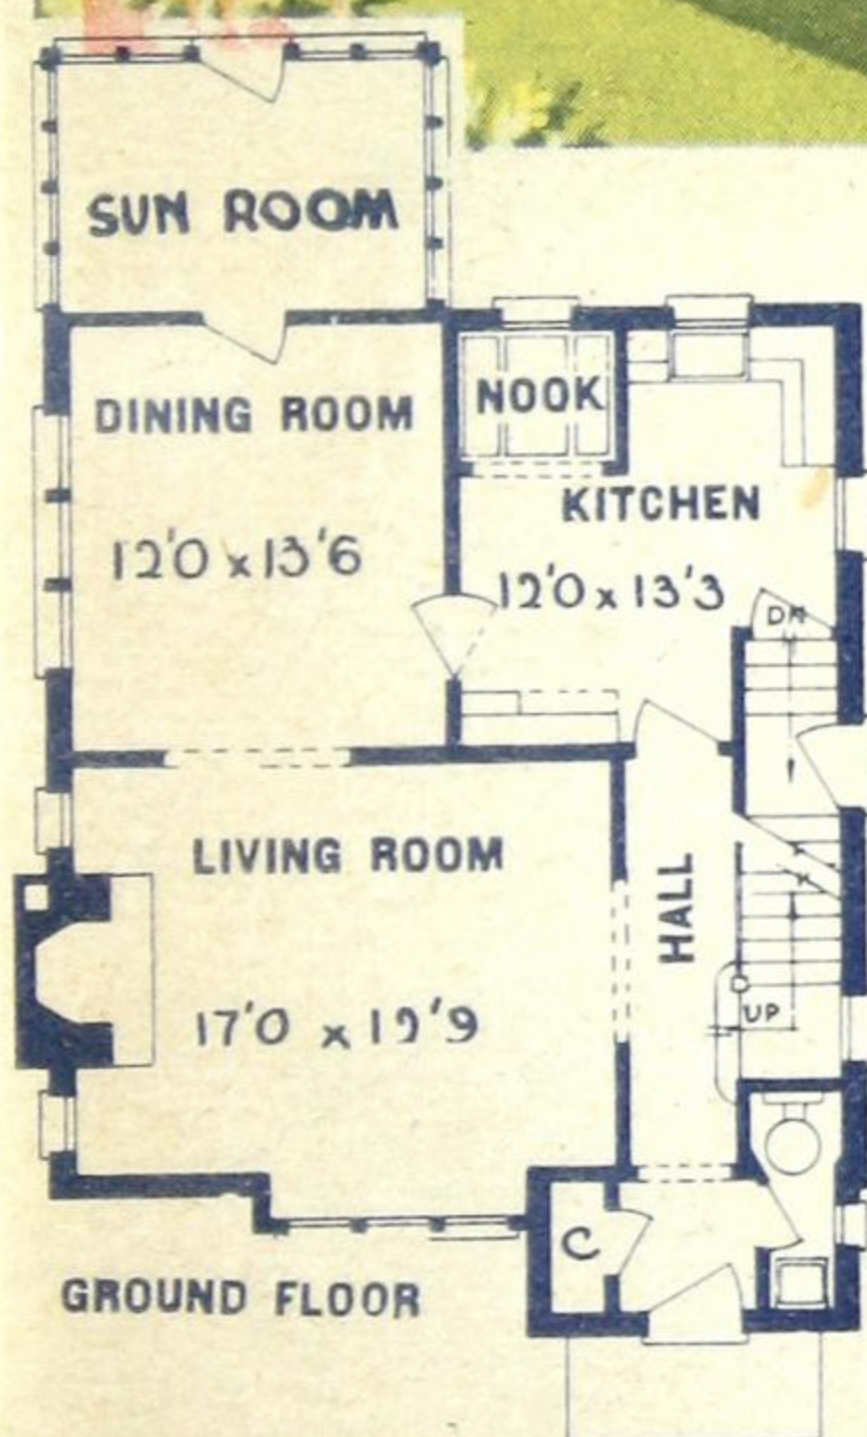 SUN ROOM
DINING ROOM
12'0 x 13'6
NOOK
KITCHEN
12'0 x 13'3
DN
LIVING ROOM
17'0 x 12'9
HALL
UP
C
GROUND FLOOR